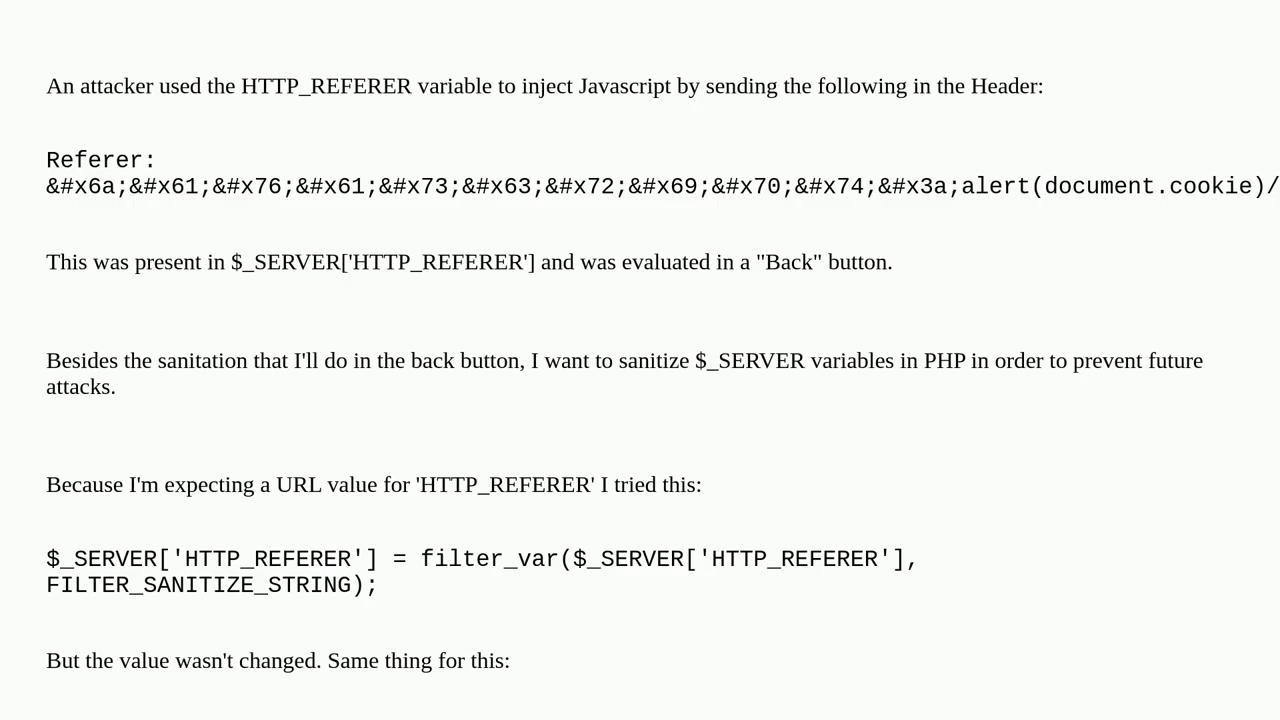 An attacker used the HTTP_REFERER variable to inject Javascript by sending the following in the Header:
Referer:
&#x6a;&#x61;&#x76;&#x61;&#x73;&#x63;&#x72;&#x69;&#x70;&#x74;&#x3a;alert(document.cookie)/
This was present in $_SERVER['HTTP_REFERER'] and was evaluated in a "Back" button.
Besides the sanitation that I'll do in the back button, I want to sanitize $_SERVER variables in PHP in order to prevent future
attacks.
Because I'm expecting a URL value for 'HTTP_REFERER' I tried this:
$_SERVER['HTTP_REFERER'] = filter_var($_SERVER['HTTP_REFERER'],
FILTER_SANITIZE_STRING);
But the value wasn't changed. Same thing for this: